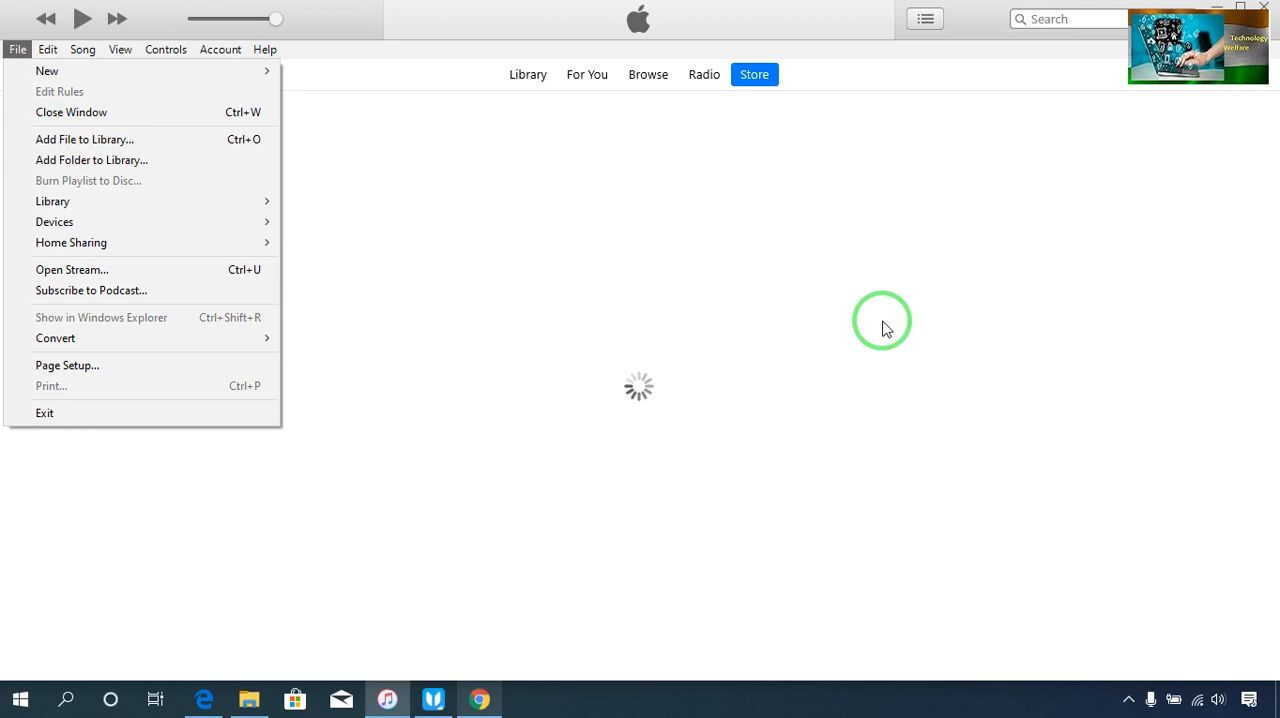 Search
Technology
Welfare
File Edit Song View Controls Account Help
Library For You Browse Radio Store
New
Edit Rules
Close Window Ctrl+W
Add File to Library... Ctrl+O
Add Folder to Library...
Burn Playlist to Disc...
Library
Devices
Home Sharing
Open Stream... Ctrl+U
Subscribe to Podcast...
Show in Windows Explorer Ctrl+Shift+R
Convert
Page Setup...
Print... Ctrl+P
Exit